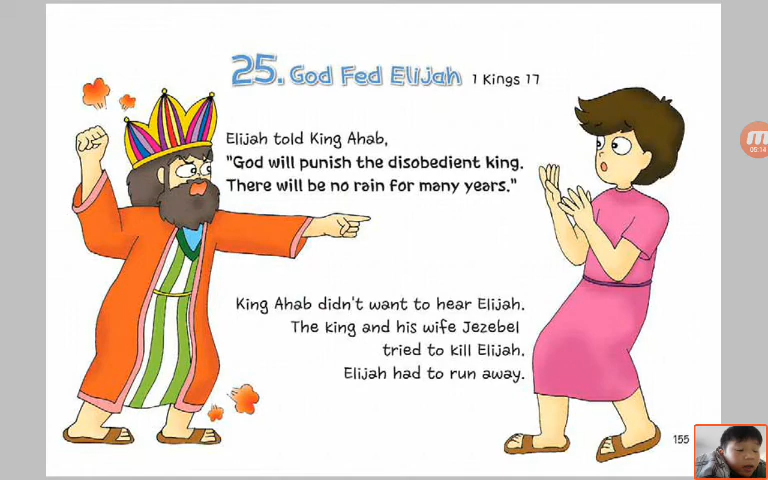 25. God Fed Elijah 1 Kings 17
Elijah told King Ahab,
"God will punish the disobedient king.
There will be no rain for many years."
King Ahab didn't want to hear Elijah.
The king and his wife Jezebel
tried to kill Elijah.
Elijah had to run away.
155
05:14